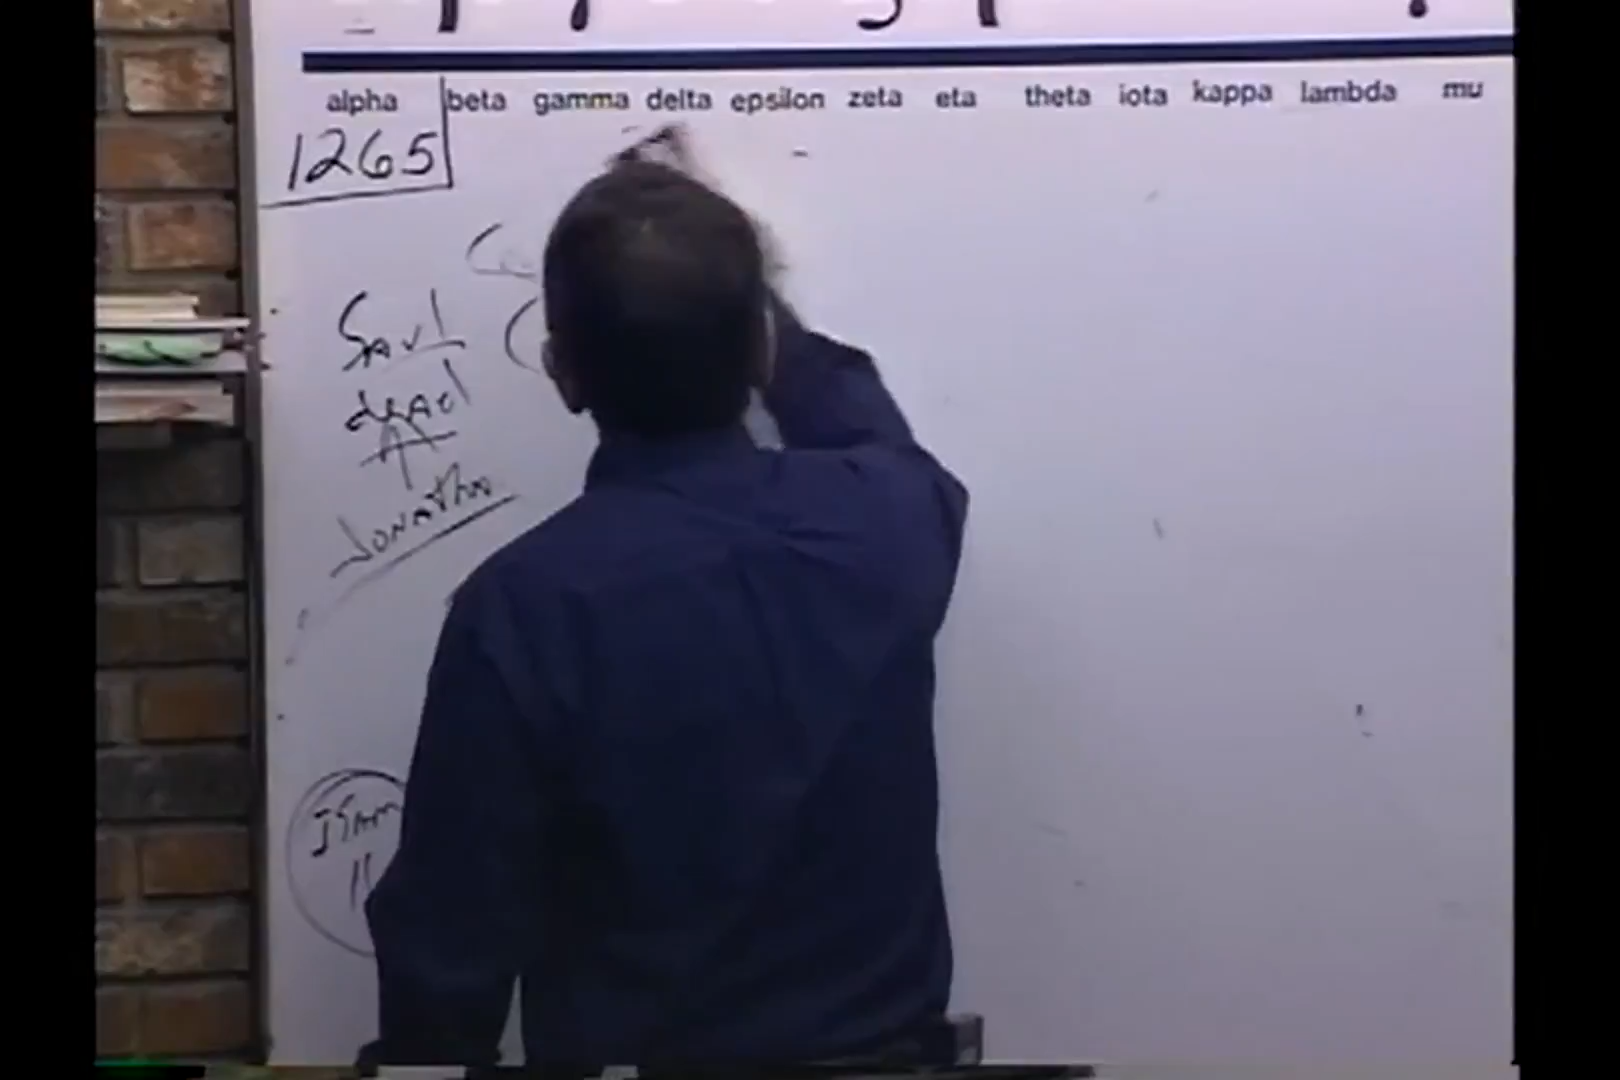 alpha beta gamma delta epsilon zeta eta theta iota kappa lambda mu
1265
Saul
dead
Jonathan